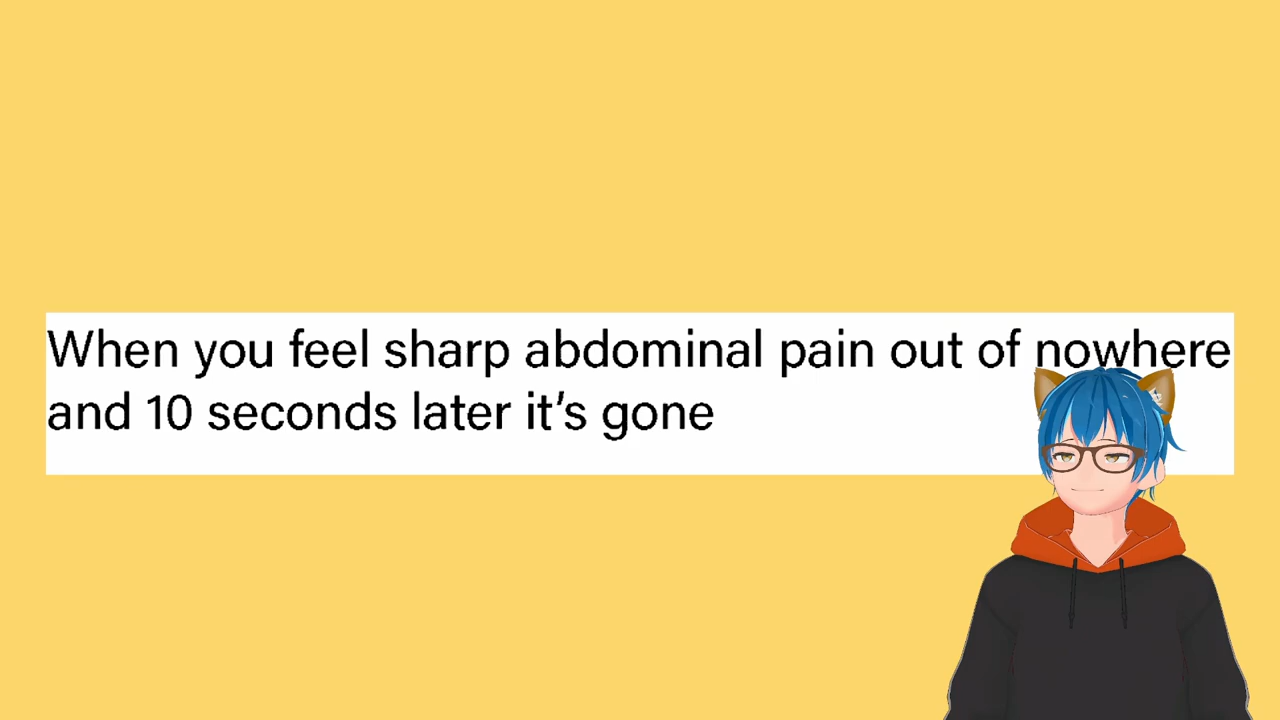 When you feel sharp abdominal pain out of nowhere
and 10 seconds later it’s gone